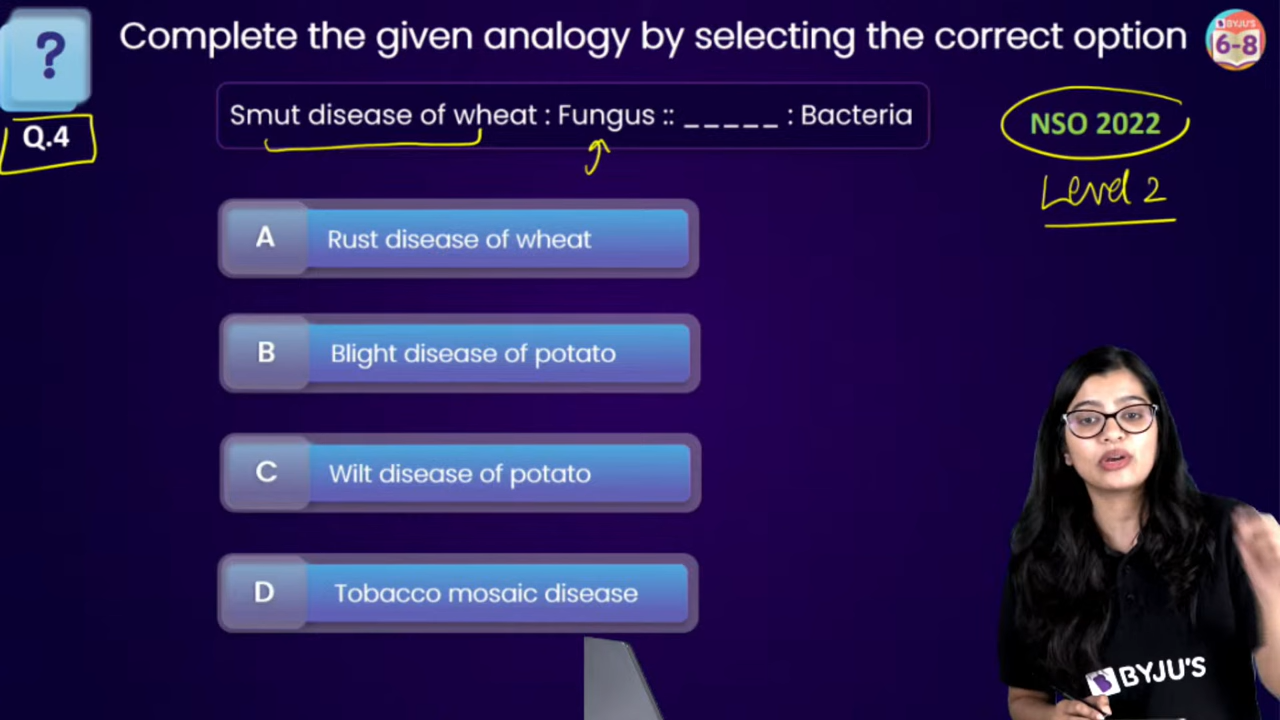 ?
Complete the given analogy by selecting the correct option
BYJU'S
6-8
Q.4
Smut disease of wheat : Fungus :: _ _ _ _ _ : Bacteria
NSO 2022
Level 2
A Rust disease of wheat
B Blight disease of potato
C Wilt disease of potato
D Tobacco mosaic disease
BYJU'S